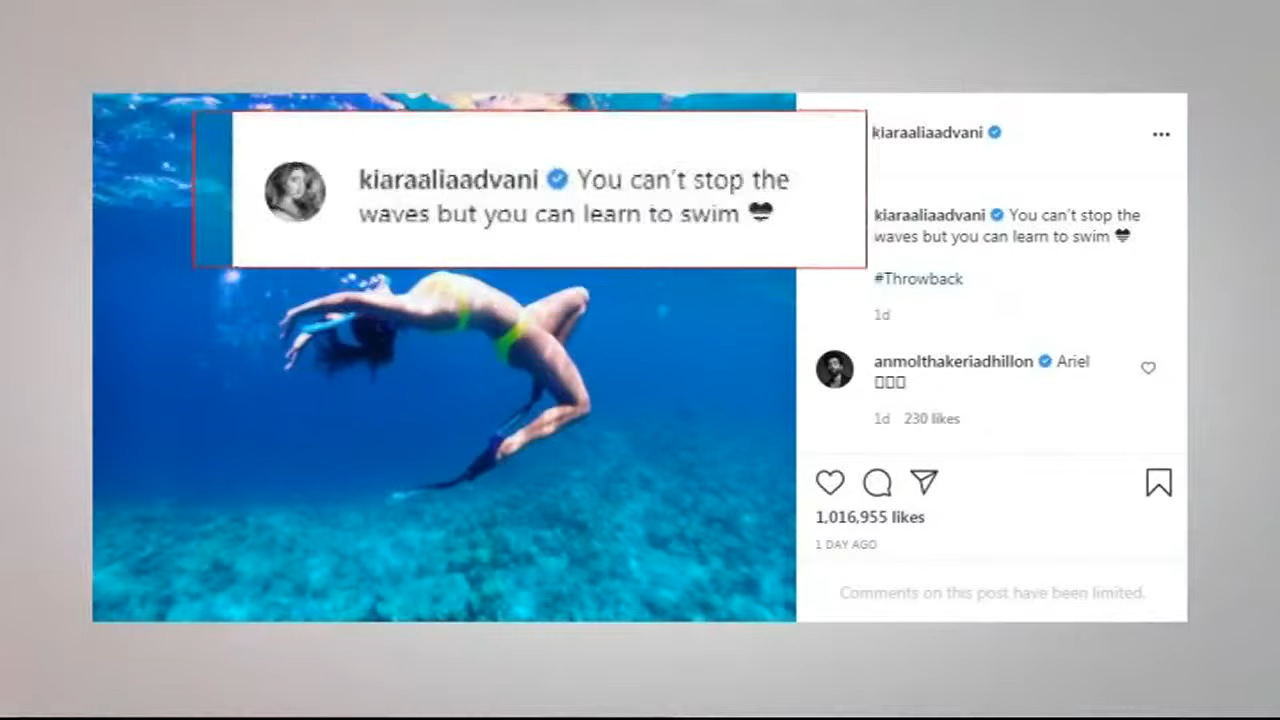 kiaraaliaadvani You can't stop the
waves but you can learn to swim 🖤
kiaraaliaadvani
kiaraaliaadvani You can't stop the
waves but you can learn to swim 🖤
#Throwback
1d
anmolthakeriadhillon Ariel
1d 230 likes
1,016,955 likes
1 DAY AGO
Comments on this post have been limited.